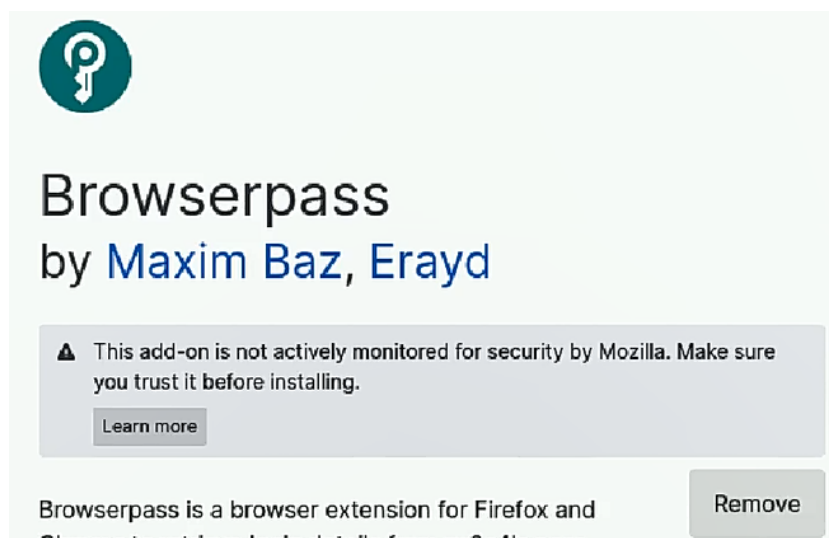 Browserpass
by Maxim Baz, Erayd
This add-on is not actively monitored for security by Mozilla. Make sure
you trust it before installing.
Learn more
Browserpass is a browser extension for Firefox and
Remove